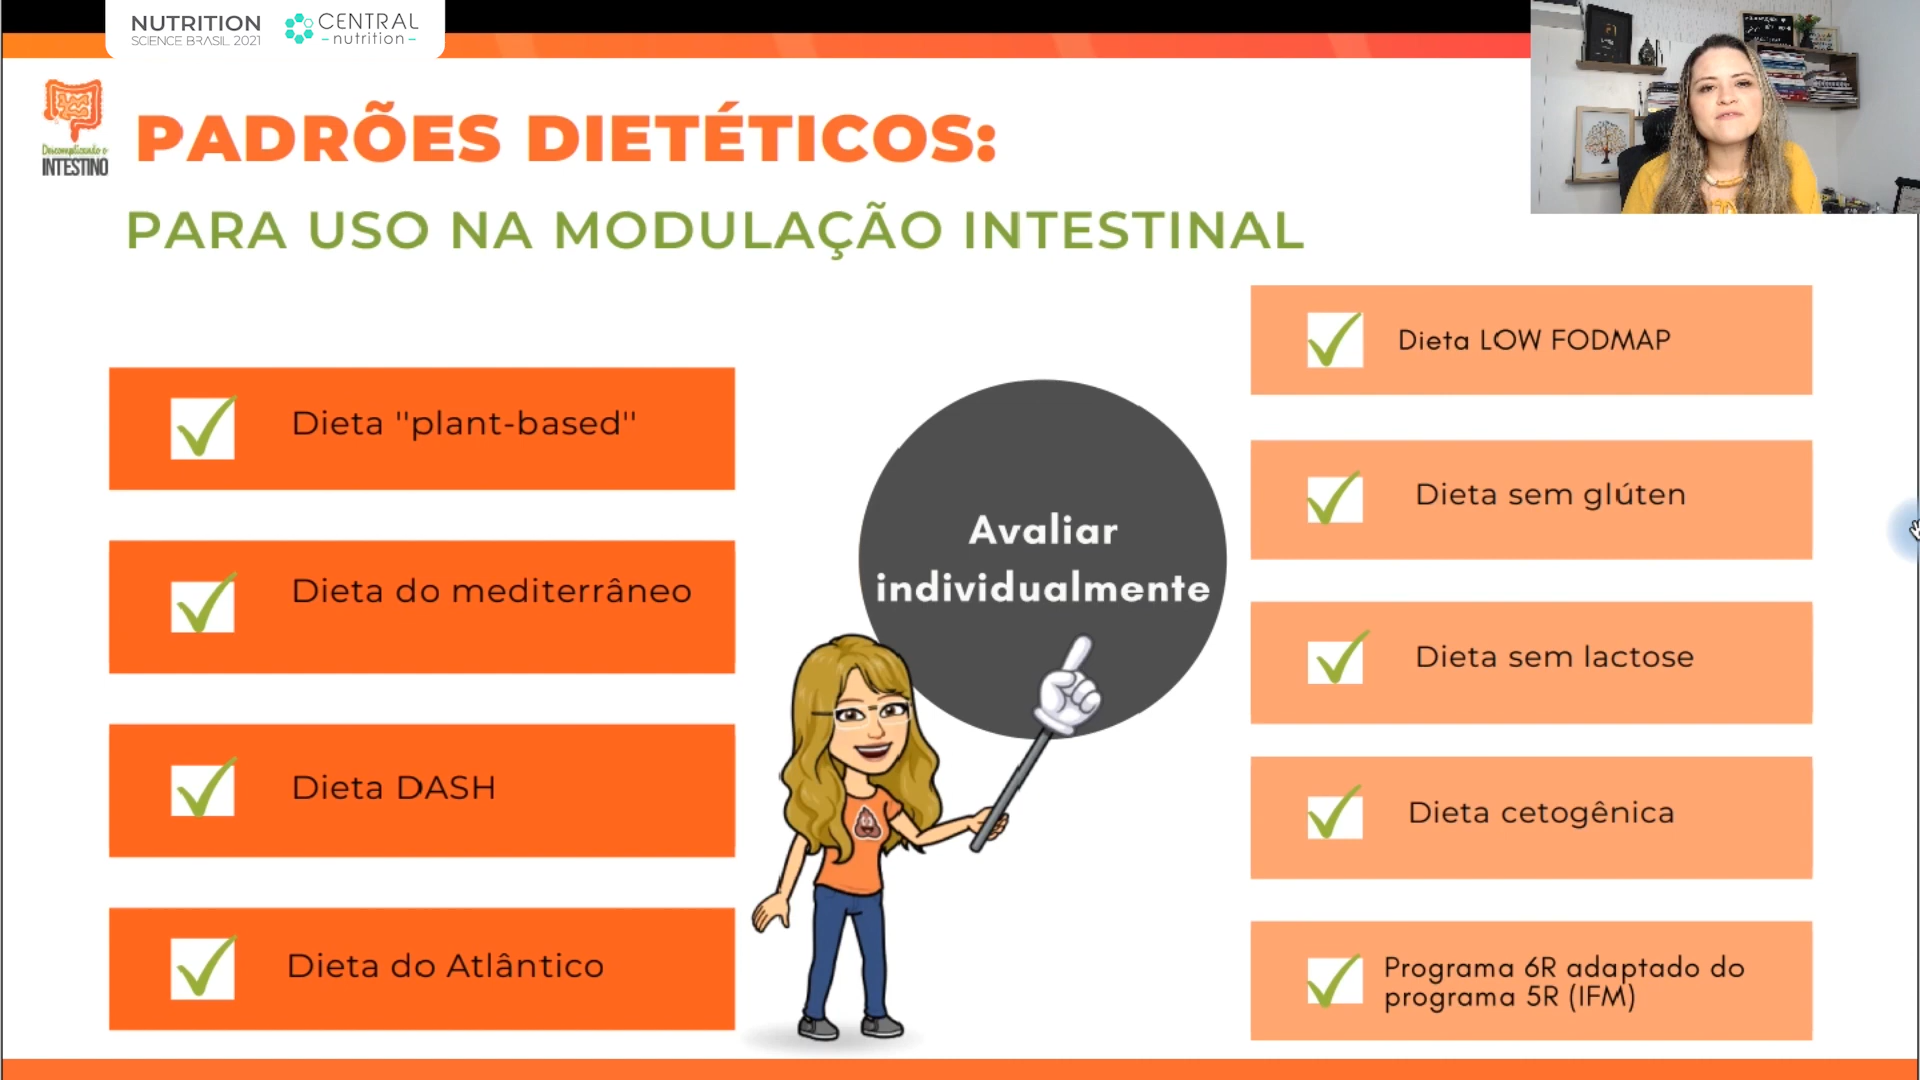 NUTRITION
SCIENCE BRASIL 2021
CENTRAL
nutrition
Descomplicando o
INTESTINO
PADRÕES DIETÉTICOS:
PARA USO NA MODULAÇÃO INTESTINAL
Dieta "plant-based"
Dieta do mediterrâneo
Dieta DASH
Dieta do Atlântico
Avaliar
individualmente
Dieta LOW FODMAP
Dieta sem glúten
Dieta sem lactose
Dieta cetogênica
Programa 6R adaptado do
programa 5R (IFM)